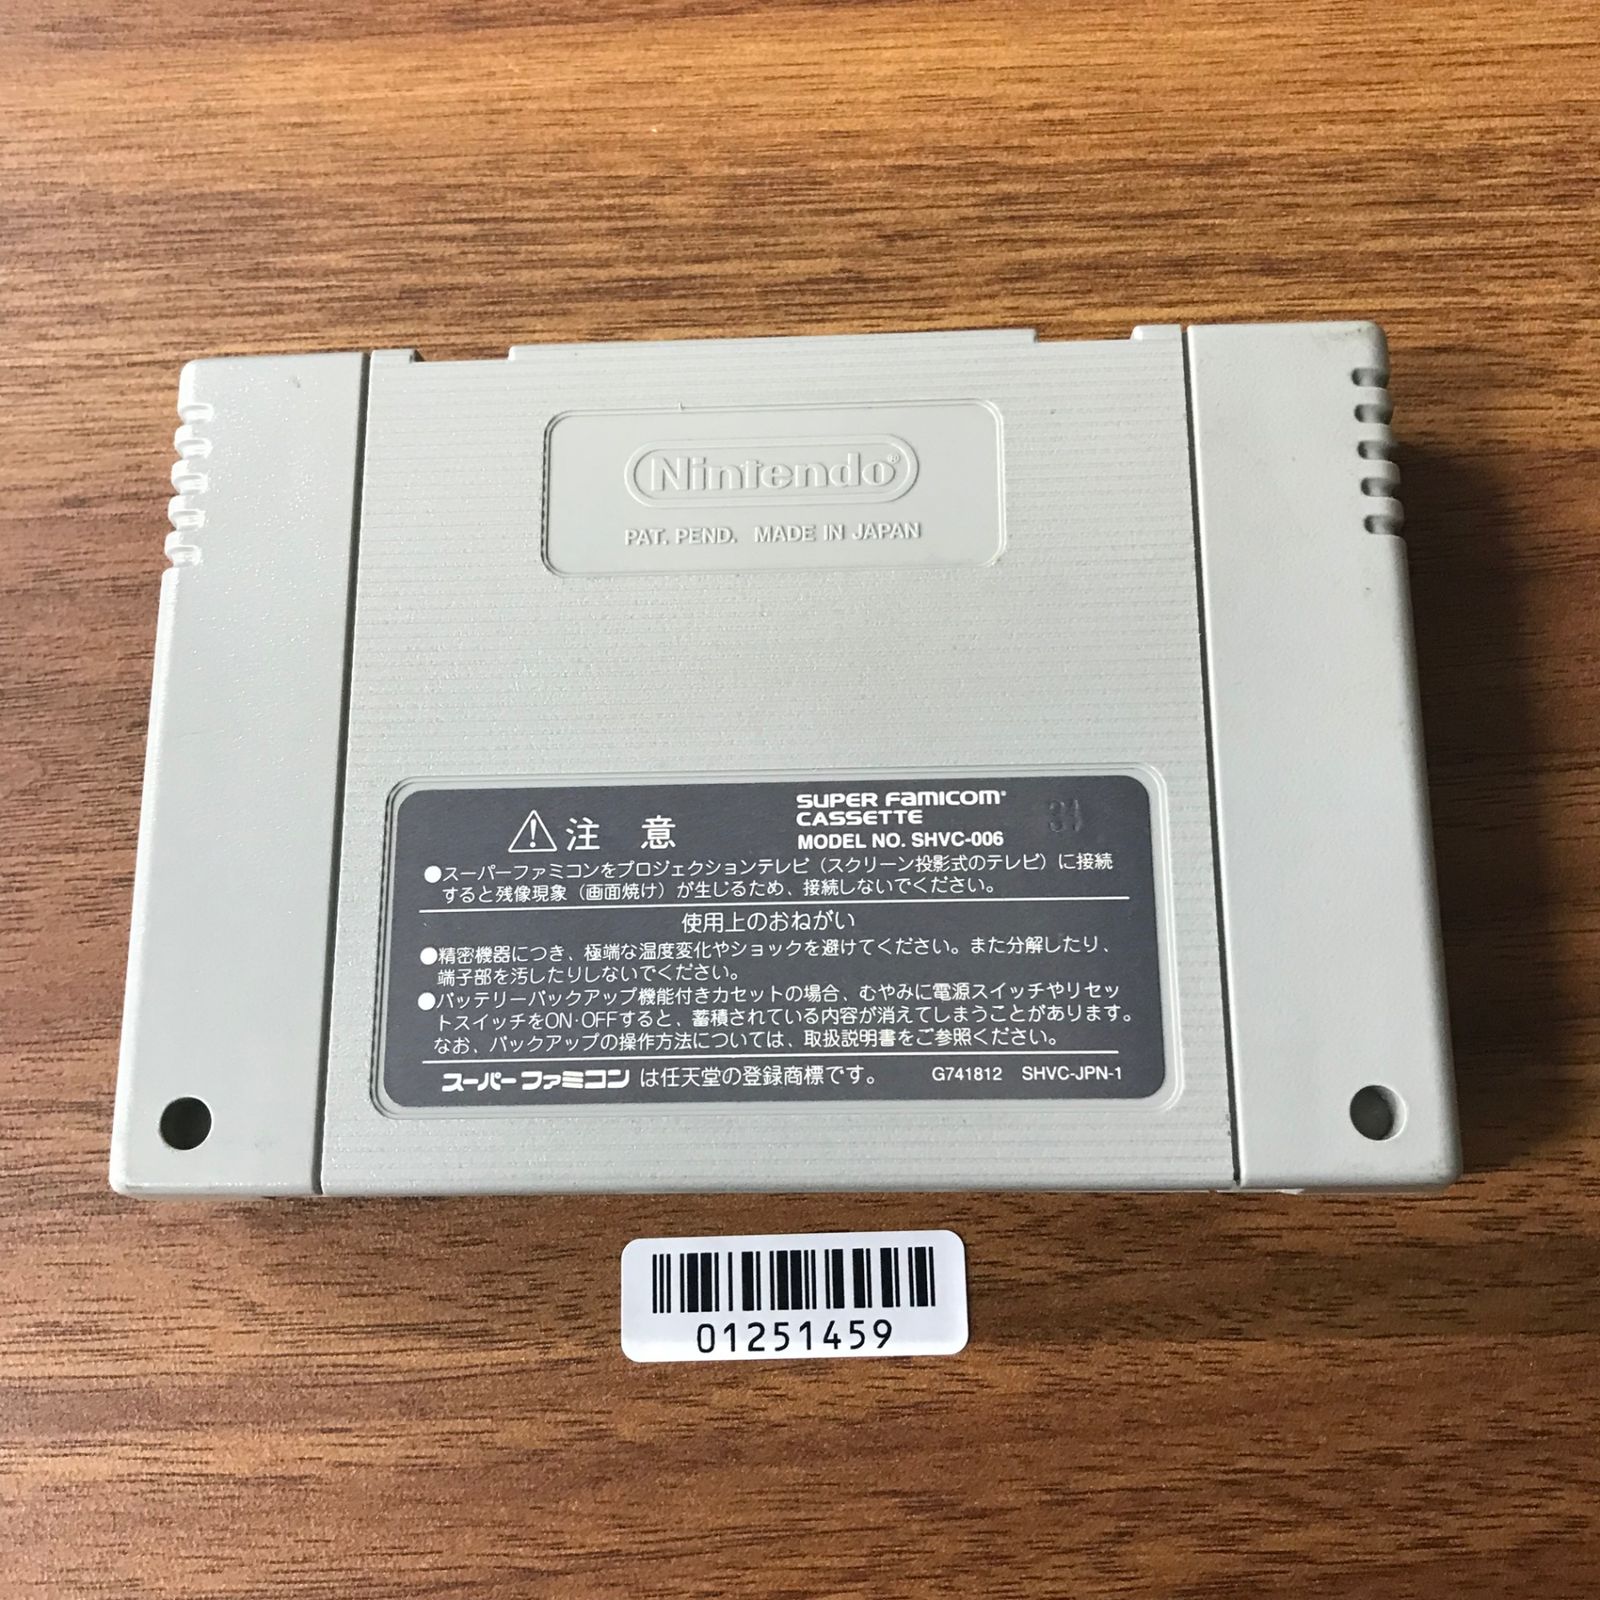 Nintendo®
PAT. PEND. MADE IN JAPAN
注 意
SUPER FAMICOM®
CASSETTE
MODEL NO. SHVC-006
●スーパーファミコンをプロジェクションテレビ（スクリーン投影式のテレビ）に接続
すると残像現象（画面焼け）が生じるため、接続しないでください。
使用上のおねがい
●精密機器につき、極端な温度変化やショックを避けてください。また分解したり、
端子部を汚したりしないでください。
●バッテリーバックアップ機能付きカセットの場合、むやみに電源スイッチやリセッ
トスイッチをON·OFFすると、蓄積されている内容が消えてしまうことがあります。
なお、バックアップの操作方法については、取扱説明書をご参照ください。
スーパーファミコン は任天堂の登録商標です。 G741812 SHVC-JPN-1
01251459